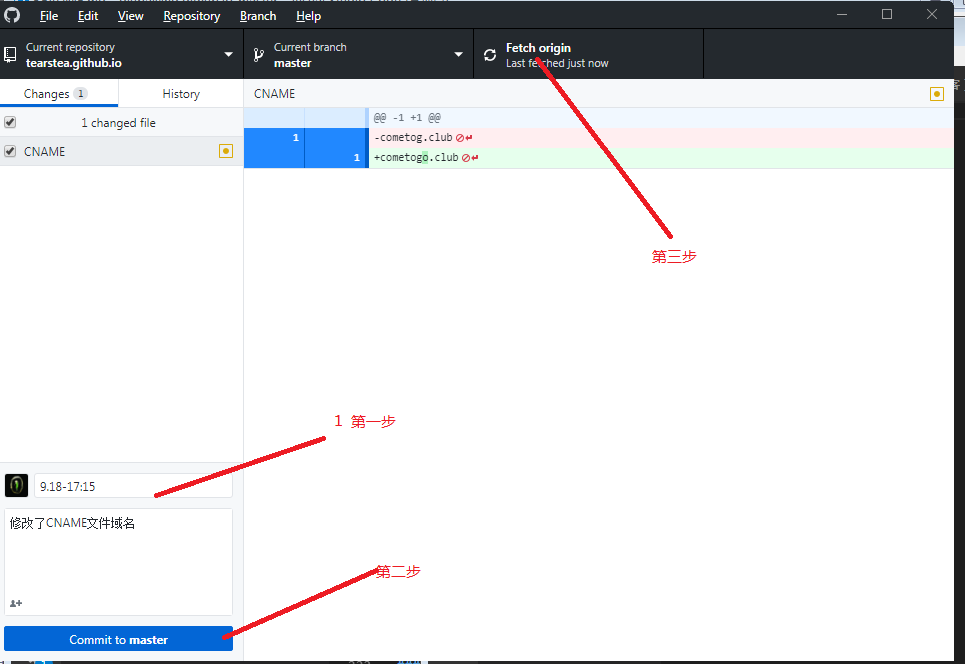 File Edit View Repository Branch Help
Current repository
tearstea.github.io
Current branch
master
Fetch origin
Last fetched just now
Changes 1
History
CNAME
1 changed file
CNAME
@@ -1 +1 @@
1 -cometog.club
1 +cometogo.club
第三步
1 第一步
9.18-17:15
修改了CNAME文件域名
第二步
Commit to master